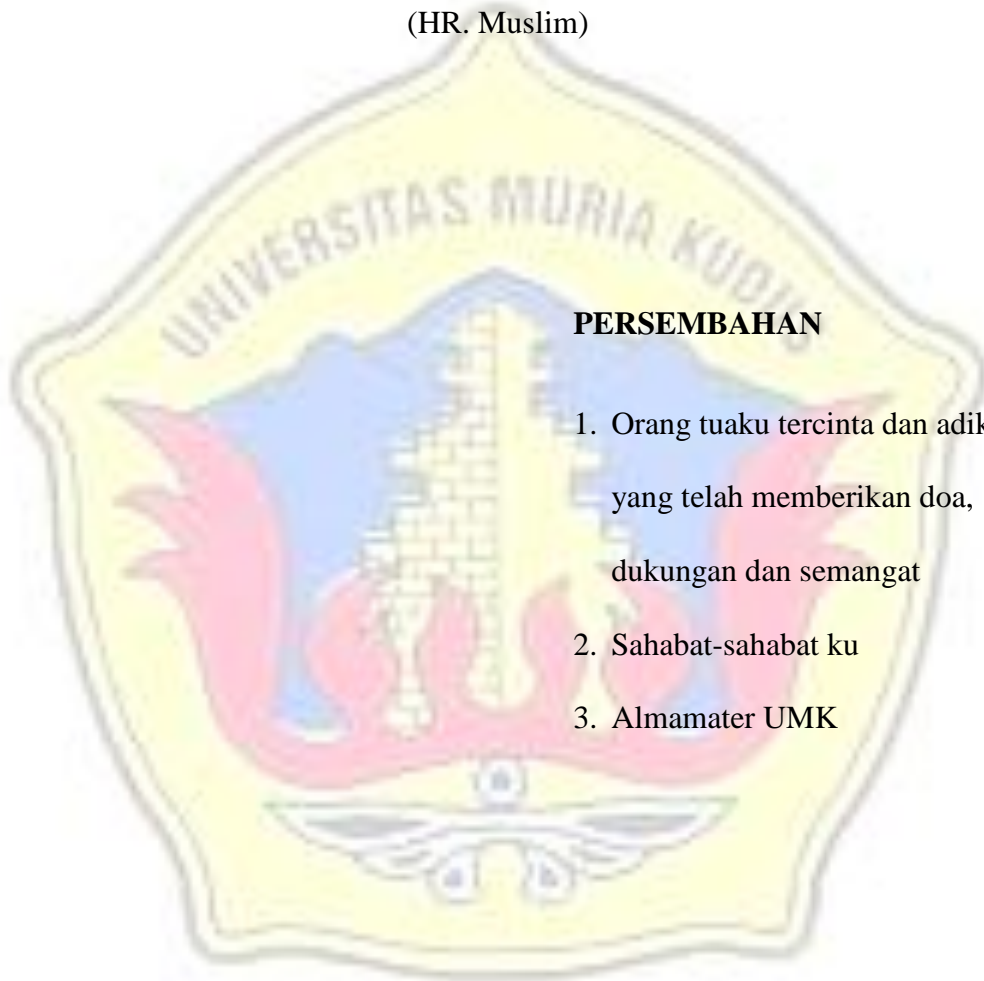 (HR. Muslim)
UNIVERSITAS MURIA KUDUS
PERSEMBAHAN
1. Orang tuaku tercinta dan adik
yang telah memberikan doa,
dukungan dan semangat
2. Sahabat-sahabat ku
3. Almamater UMK